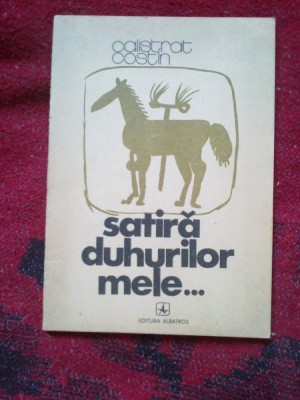 calistrat
costin
satiră
duhurilor
mele...
EDITURA ALBATROS